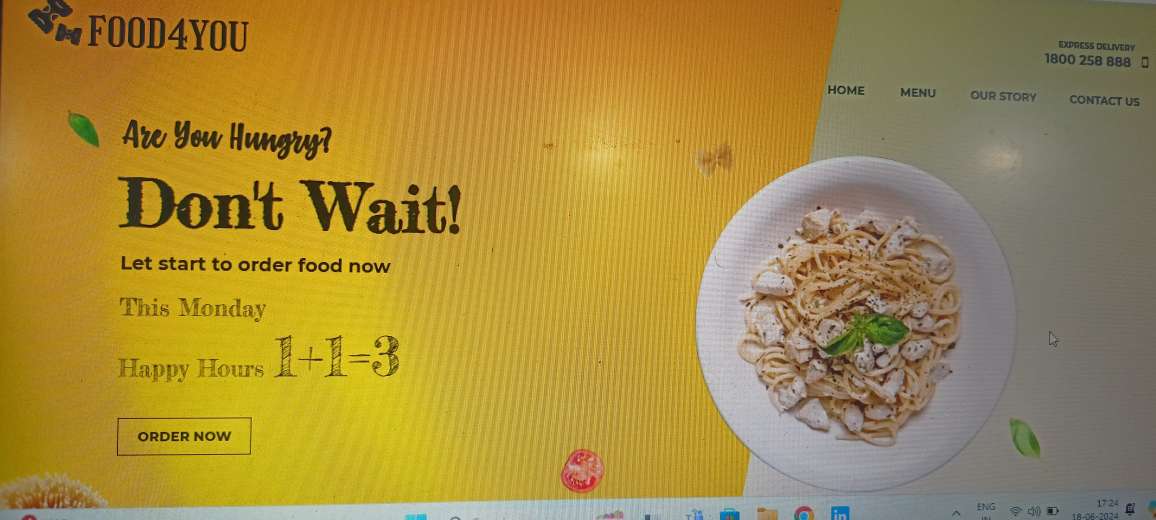 FOOD4YOU
EXPRESS DELIVERY
1800 258 888
HOME MENU OUR STORY CONTACT US
Are You Hungry?
Don't Wait!
Let start to order food now
This Monday
Happy Hours 1+1=3
ORDER NOW
ENG
IN
17:24
18-06-2024